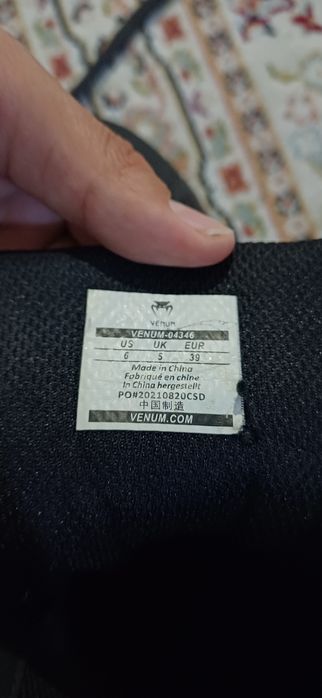 VENUM
VENUM-04346
US UK EUR
6 5 39
Made in China
Fabriqué en chine
In China hergestellt
PO#20210820CSD
中国制造
VENUM.COM